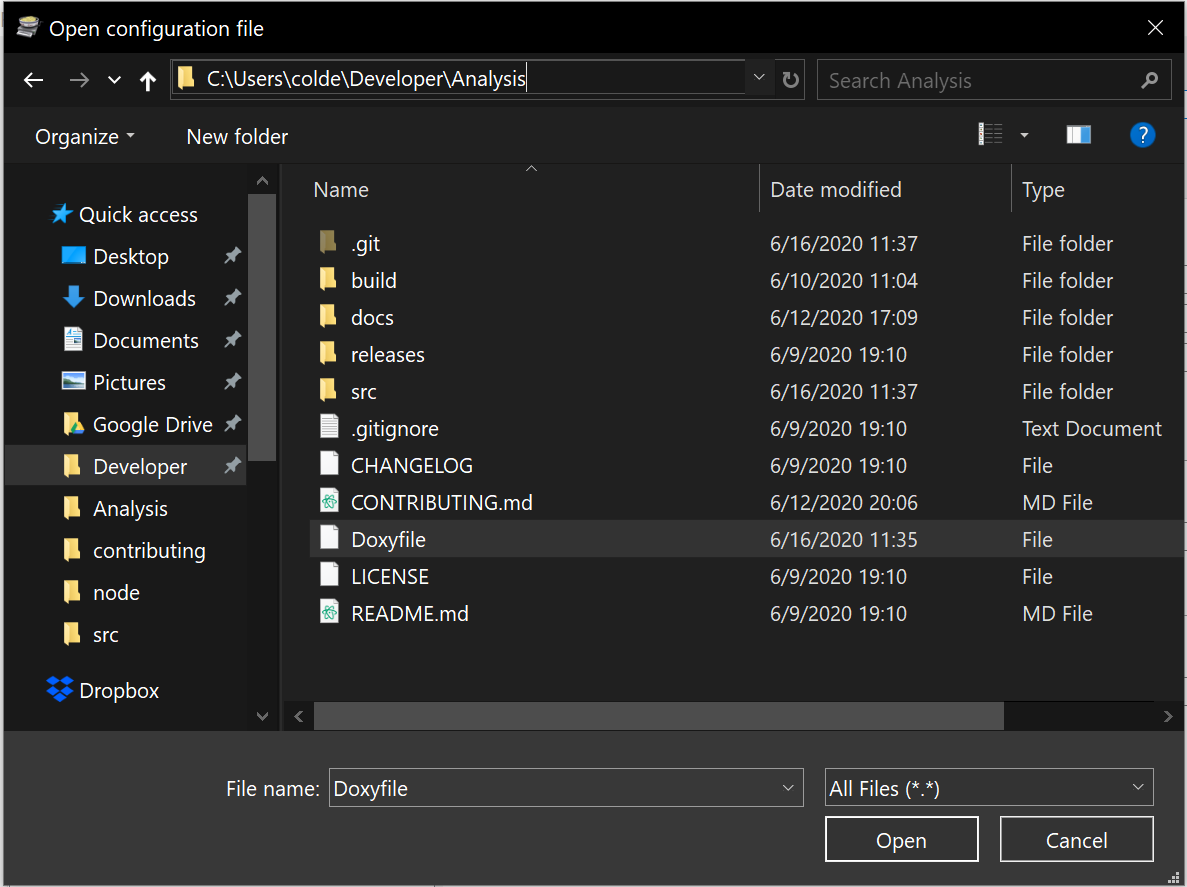 Open configuration file
C:\Users\colde\Developer\Analysis
Search Analysis
Organize
New folder
?
Name Date modified Type
Quick access
Desktop
Downloads
Documents
Pictures
Google Drive
Developer
Analysis
contributing
node
src
Dropbox
.git 6/16/2020 11:37 File folder
build 6/10/2020 11:04 File folder
docs 6/12/2020 17:09 File folder
releases 6/9/2020 19:10 File folder
src 6/16/2020 11:37 File folder
.gitignore 6/9/2020 19:10 Text Document
CHANGELOG 6/9/2020 19:10 File
CONTRIBUTING.md 6/12/2020 20:06 MD File
Doxyfile 6/16/2020 11:35 File
LICENSE 6/9/2020 19:10 File
README.md 6/9/2020 19:10 MD File
File name: Doxyfile All Files (*.*)
Open Cancel